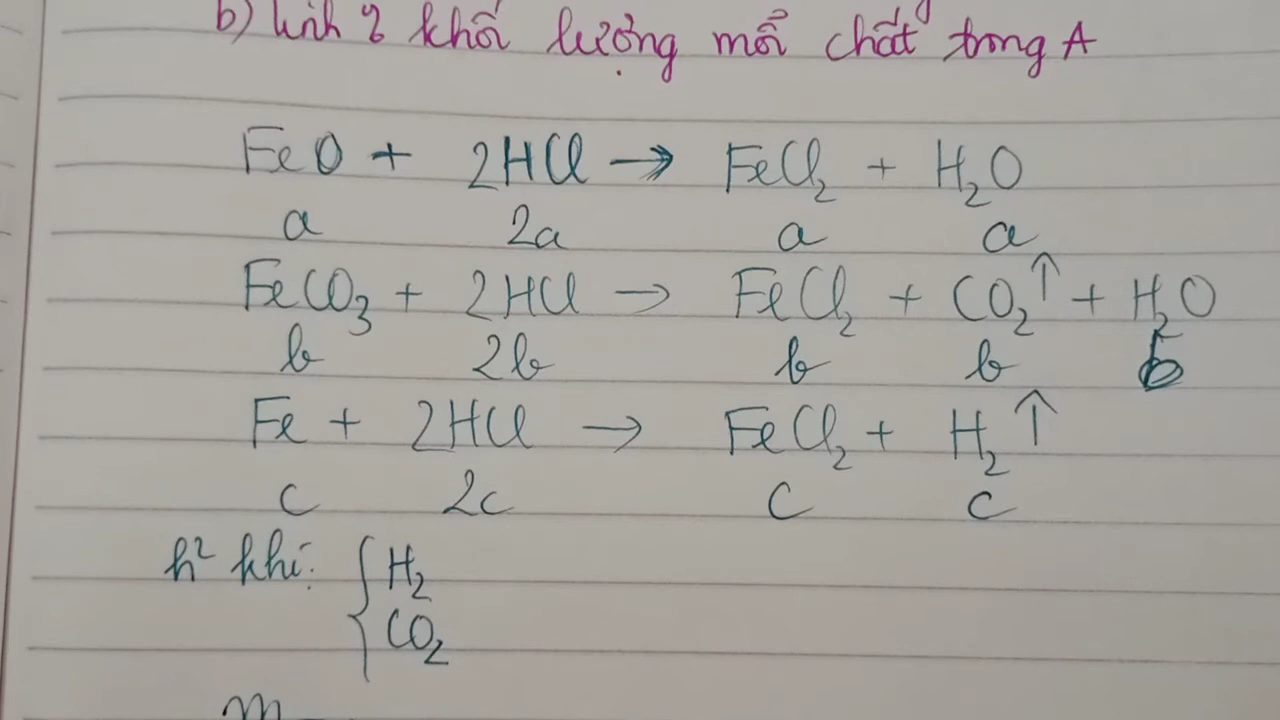 b) Tính % khối lượng mỗi chất trong A
FeO + 2HCl → FeCl₂ + H₂O
a 2a a a
FeCO₃ + 2HCl → FeCl₂ + CO₂↑ + H₂O
b 2b b b b
Fe + 2HCl → FeCl₂ + H₂↑
c 2c c c
h² khí: { H₂
CO₂
m